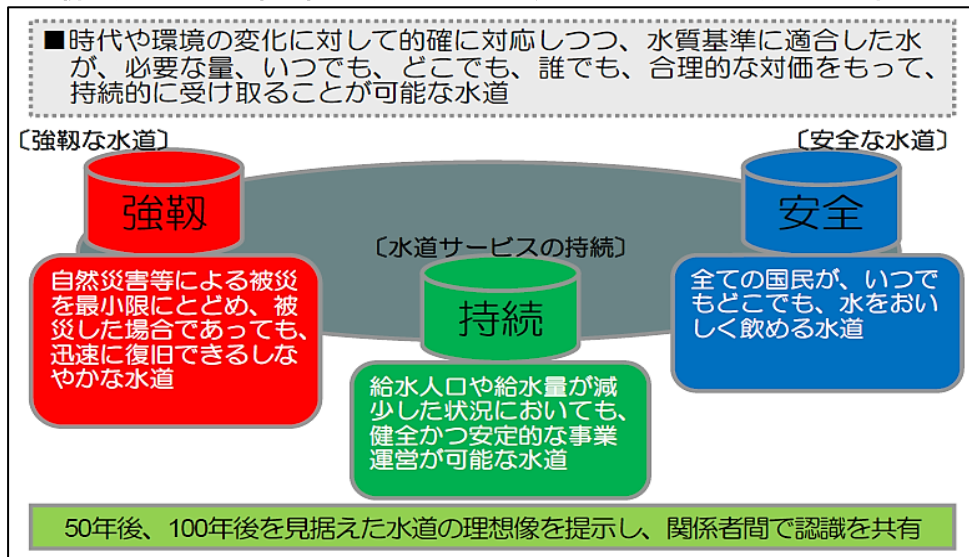 ■時代や環境の変化に対して的確に対応しつつ、水質基準に適合した水
が、必要な量、いつでも、どこでも、誰でも、合理的な対価をもって、
持続的に受け取ることが可能な水道
〔強靱な水道〕
〔安全な水道〕
強靱
安全
〔水道サービスの持続〕
自然災害等による被災
を最小限にとどめ、被
災した場合であっても、
迅速に復旧できるしな
やかな水道
持続
全ての国民が、いつで
もどこでも、水をおい
しく飲める水道
給水人口や給水量が減
少した状況においても、
健全かつ安定的な事業
運営が可能な水道
50年後、100年後を見据えた水道の理想像を提示し、関係者間で認識を共有